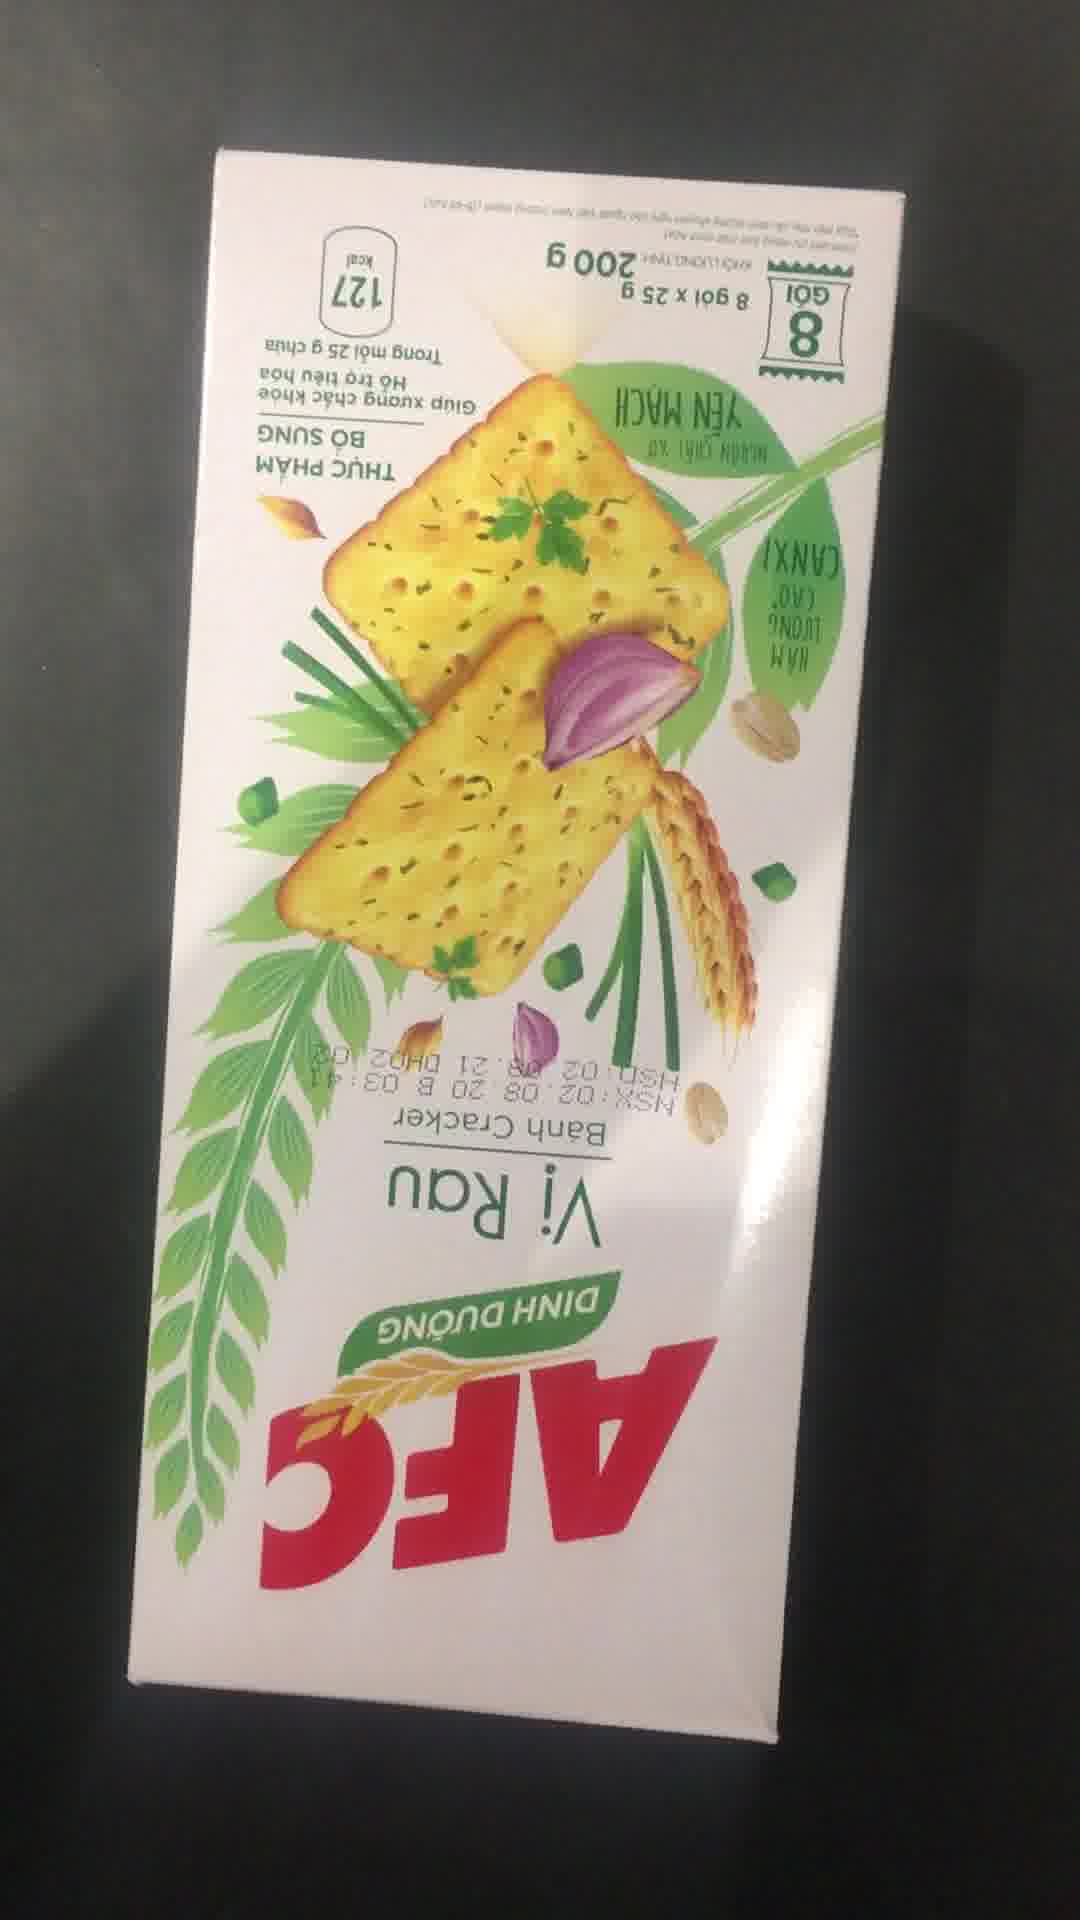 AFC
DINH DƯỠNG
Vị Rau
Bánh Cracker
NSX: 02 08 20 B 03:41
HSD: 02 08 21 DH02 02
HÀM
LƯỢNG
CAO*
CANXI
NGUỒN CHẤT XƠ
YẾN MẠCH
THỰC PHẨM
BỔ SUNG
Giúp xương chắc khỏe
Hỗ trợ tiêu hóa
Trong mỗi 25 g chứa
127
kcal
8
GÓI
8 gói x 25 g
KHỐI LƯỢNG TỊNH 200 g